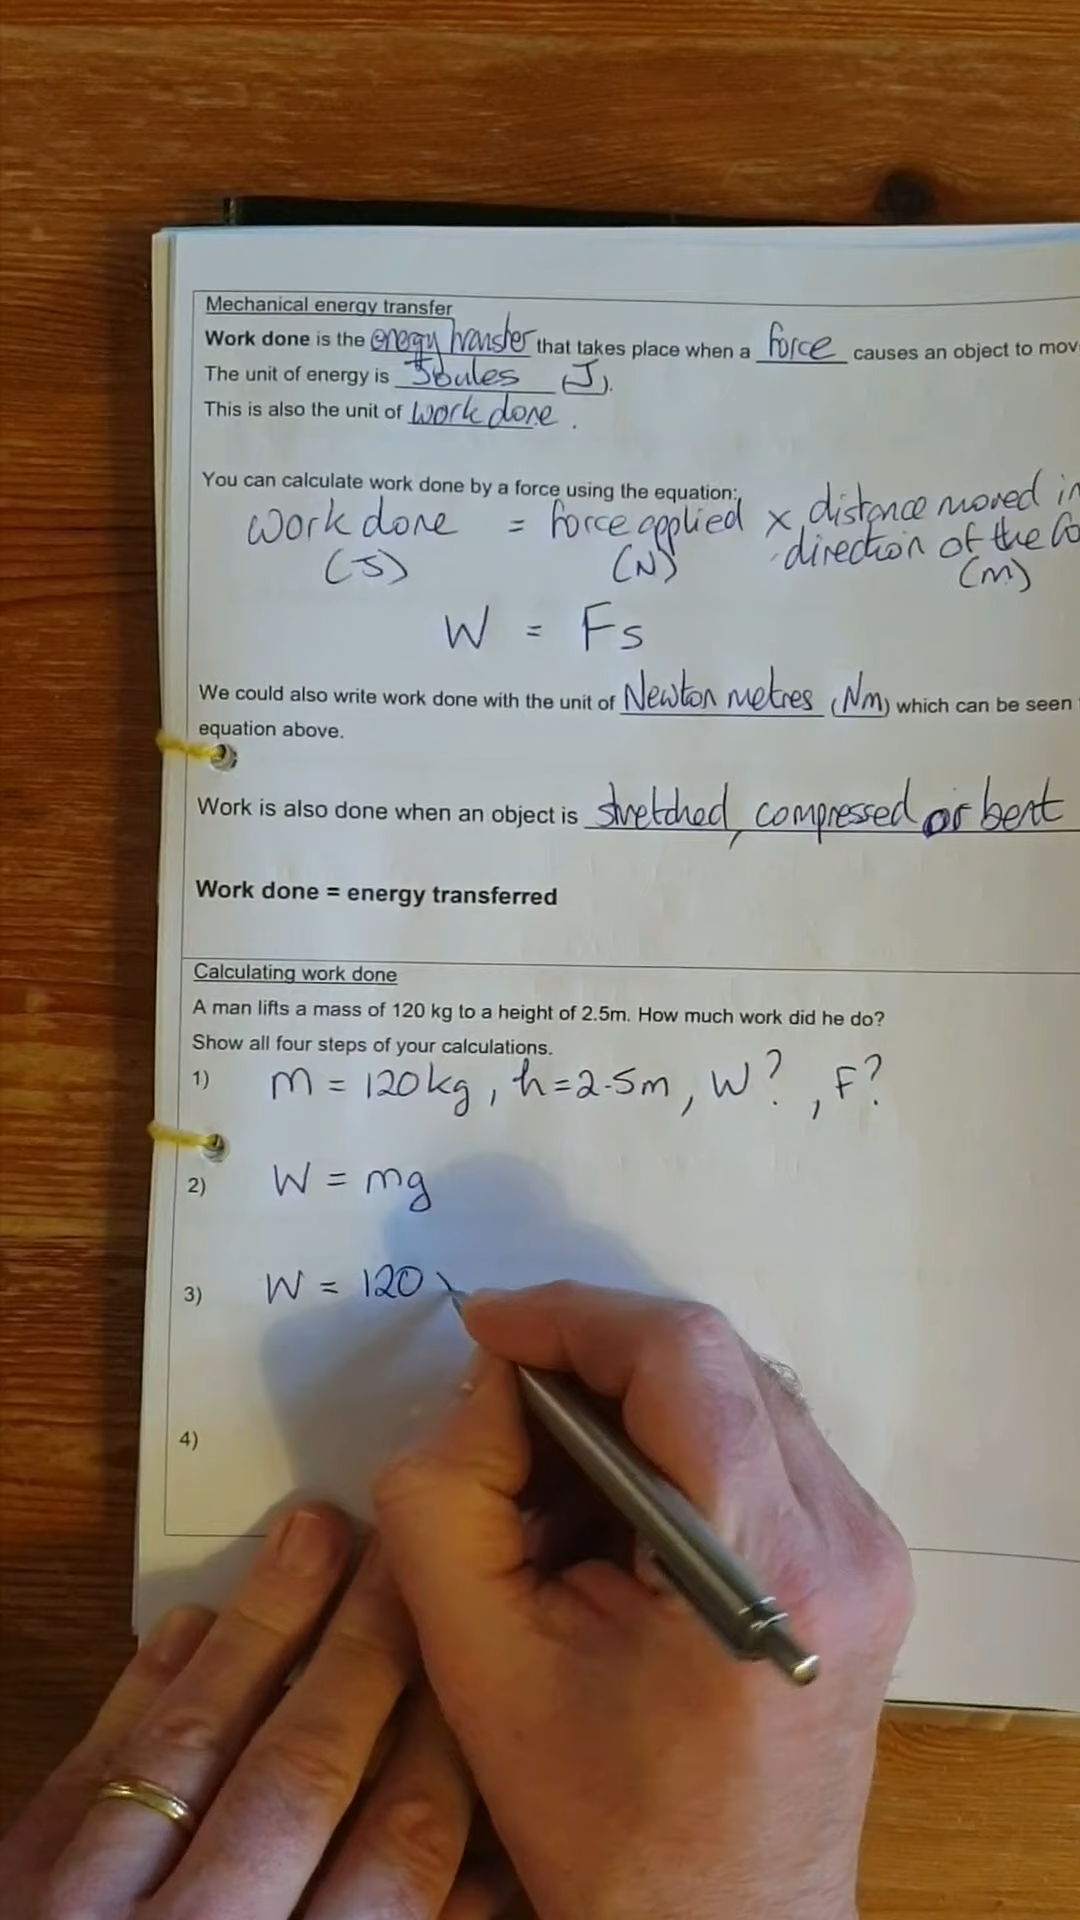 Mechanical energy transfer
Work done is the energy transfer that takes place when a force causes an object to mov
The unit of energy is Joules (J).
This is also the unit of work done.
You can calculate work done by a force using the equation:
work done = force applied × distance moved in
direction of the fo
(J) (N) (m)
W = Fs
We could also write work done with the unit of Newton metres (Nm) which can be seen
equation above.
Work is also done when an object is stretched, compressed or bent
Work done = energy transferred
Calculating work done
A man lifts a mass of 120 kg to a height of 2.5m. How much work did he do?
Show all four steps of your calculations.
1) m = 120kg, h = 2.5m, W?, F?
2) W = mg
3) W = 120
4)